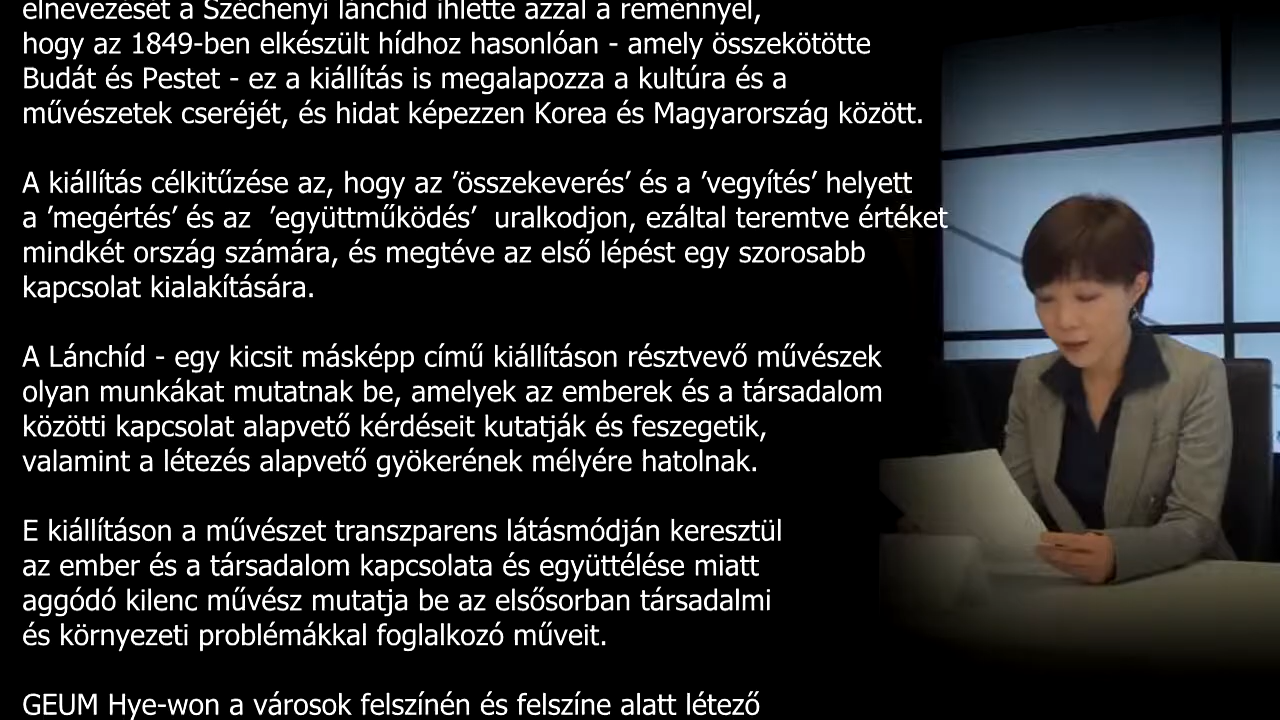 elnevezését a Széchenyi lánchíd ihlette azzal a reménnyel,
hogy az 1849-ben elkészült hídhoz hasonlóan - amely összekötötte
Budát és Pestet - ez a kiállítás is megalapozza a kultúra és a
művészetek cseréjét, és hidat képezzen Korea és Magyarország között.
A kiállítás célkitűzése az, hogy az ’összekeverés’ és a ’vegyítés’ helyett
a ’megértés’ és az  ’együttműködés’  uralkodjon, ezáltal teremtve értéket
mindkét ország számára, és megtéve az első lépést egy szorosabb
kapcsolat kialakítására.
A Lánchíd - egy kicsit másképp című kiállításon résztvevő művészek
olyan munkákat mutatnak be, amelyek az emberek és a társadalom
közötti kapcsolat alapvető kérdéseit kutatják és feszegetik,
valamint a létezés alapvető gyökerének mélyére hatolnak.
E kiállításon a művészet transzparens látásmódján keresztül
az ember és a társadalom kapcsolata és együttélése miatt
aggódó kilenc művész mutatja be az elsősorban társadalmi
és környezeti problémákkal foglalkozó műveit.
GEUM Hye-won a városok felszínén és felszíne alatt létező